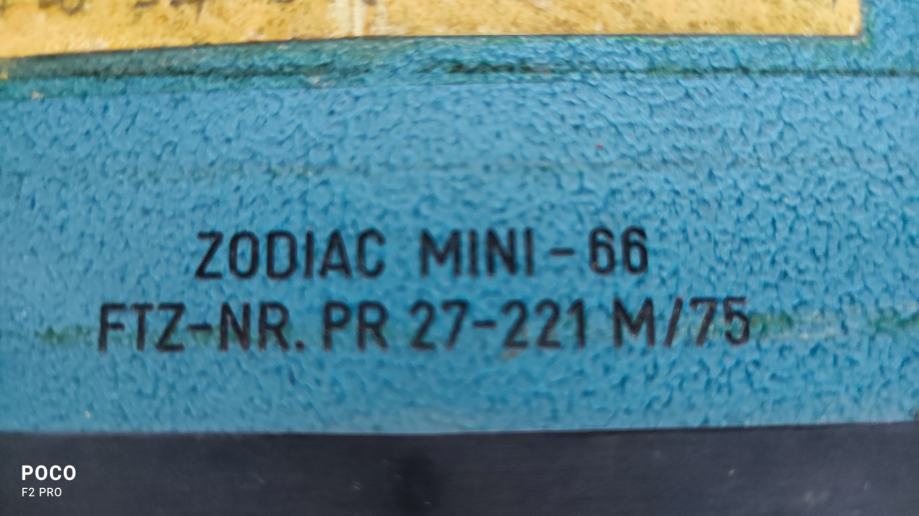 ZODIAC MINI-66
FTZ-NR. PR 27-221 M/75
POCO
F2 PRO